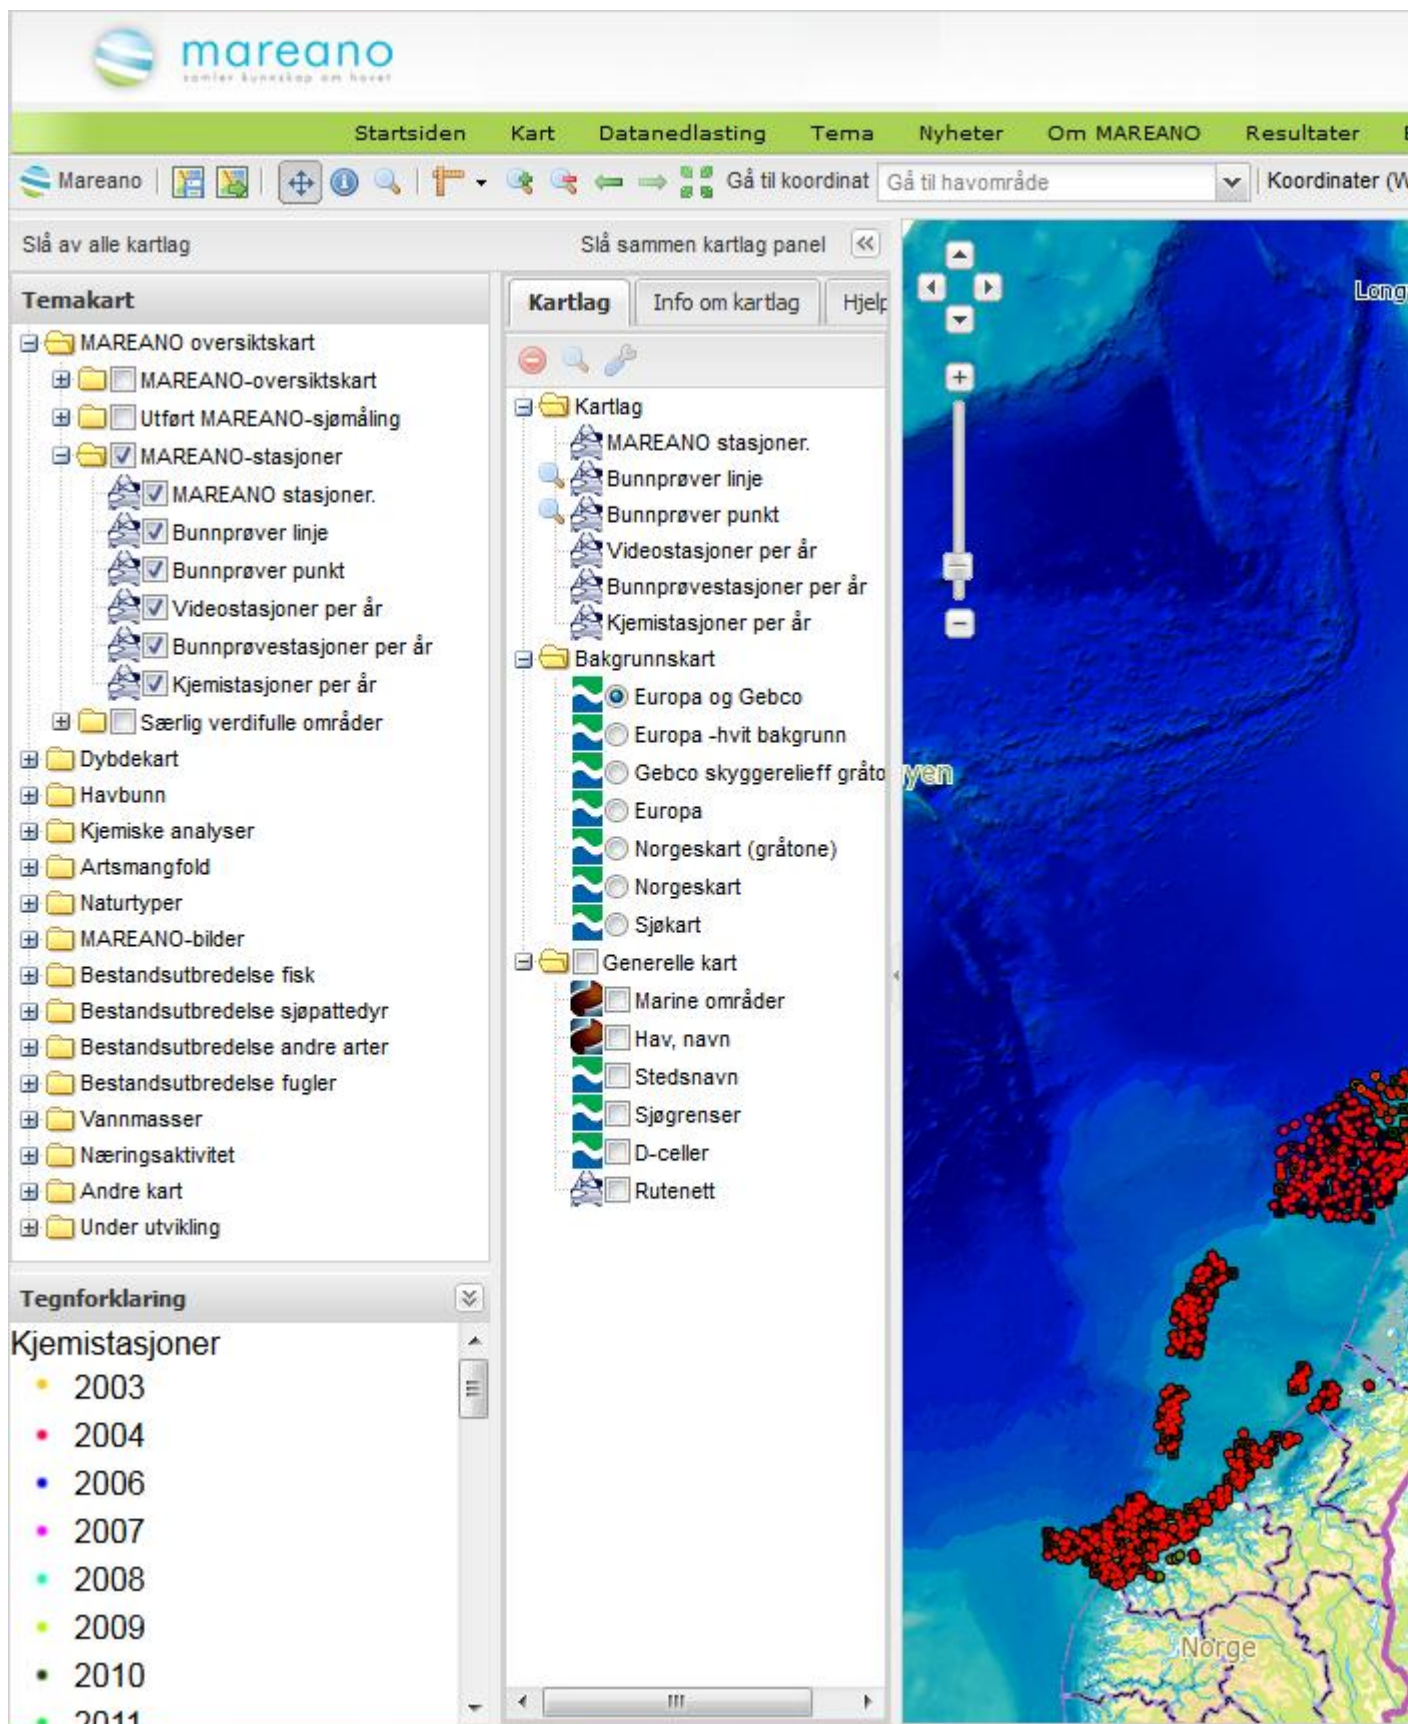 mareano
samler kunnskap om havet
Startsiden Kart Datanedlasting Tema Nyheter Om MAREANO Resultater
Mareano Gå til koordinat Gå til havområde Koordinater (W
Slå av alle kartlag Slå sammen kartlag panel
Temakart
MAREANO oversiktskart
MAREANO-oversiktskart
Utført MAREANO-sjømåling
MAREANO-stasjoner
MAREANO stasjoner.
Bunnprøver linje
Bunnprøver punkt
Videostasjoner per år
Bunnprøvestasjoner per år
Kjemistasjoner per år
Særlig verdifulle områder
Dybdekart
Havbunn
Kjemiske analyser
Artsmangfold
Naturtyper
MAREANO-bilder
Bestandsutbredelse fisk
Bestandsutbredelse sjøpattedyr
Bestandsutbredelse andre arter
Bestandsutbredelse fugler
Vannmasser
Næringsaktivitet
Andre kart
Under utvikling
Tegnforklaring
Kjemistasjoner
2003
2004
2006
2007
2008
2009
2010
2011
Kartlag Info om kartlag Hjelp
Kartlag
MAREANO stasjoner.
Bunnprøver linje
Bunnprøver punkt
Videostasjoner per år
Bunnprøvestasjoner per år
Kjemistasjoner per år
Bakgrunnskart
Europa og Gebco
Europa -hvit bakgrunn
Gebco skyggerelieff gråto
Europa
Norgeskart (gråtone)
Norgeskart
Sjøkart
Generelle kart
Marine områder
Hav, navn
Stedsnavn
Sjøgrenser
D-celler
Rutenett
Longy
yen
Norge